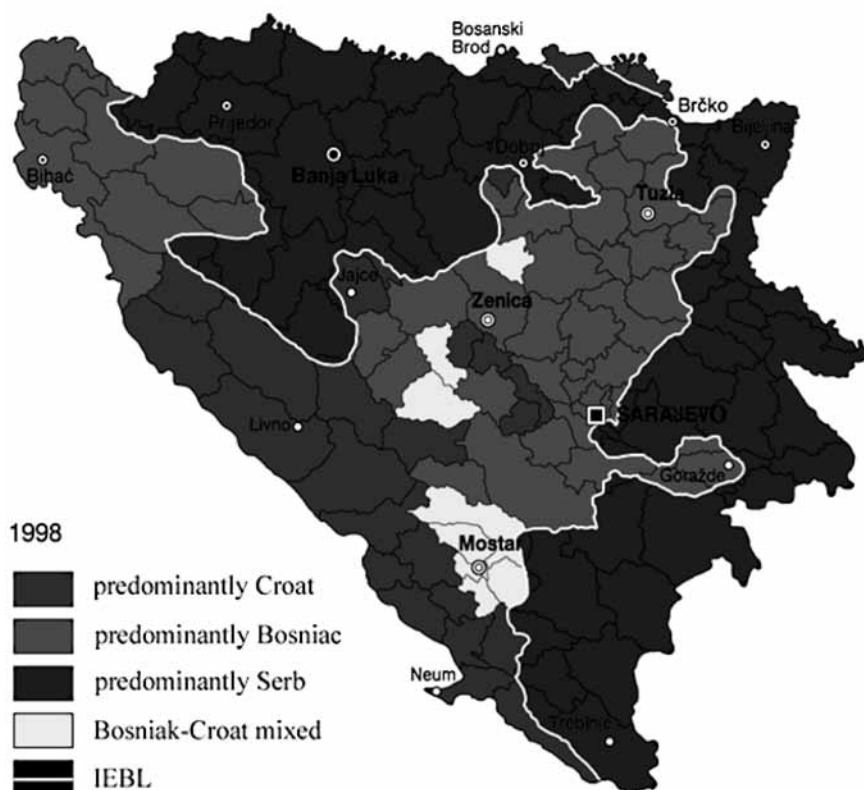 Bosanski
Brod
Brčko
Prijedor
Doboj
Bijeljina
Bihać
Banja Luka
Tuzla
Jajce
Zenica
Livno
SARAJEVO
Goražde
1998
Mostar
predominantly Croat
predominantly Bosniac
predominantly Serb
Neum
Bosniak-Croat mixed
Trebinje
IEBL